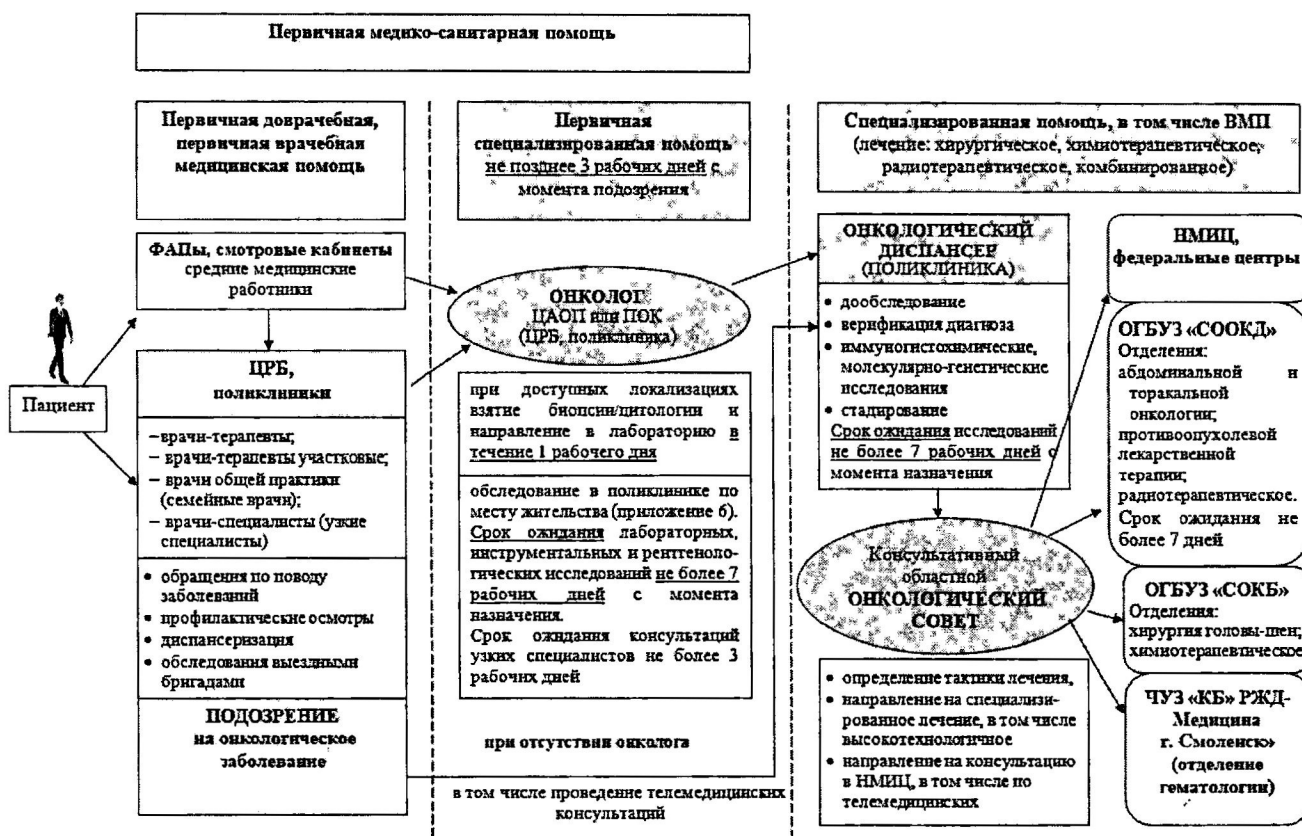 Первичная медико-санитарная помощь
Первичная доврачебная,
первичная врачебная
медицинская помощь
ФАПы, смотровые кабинеты
средние медицинские
работники
Пациент
ЦРБ,
поликлиники
– врачи-терапевты;
– врачи-терапевты участковые;
– врачи общей практики
(семейные врачи);
– врачи-специалисты (узкие
специалисты)
• обращения по поводу
заболеваний
• профилактические осмотры
• диспансеризация
• обследования выездными
бригадами
ПОДОЗРЕНИЕ
на онкологическое
заболевание
Первичная
специализированная помощь
не позднее 3 рабочих дней с
момента подозрения
ОНКОЛОГ
ЦАОП или ПОК
(ЦРБ, поликлиника)
при доступных локализациях
взятие биопсии/цитологии и
направление в лабораторию в
течение 1 рабочего дня
обследование в поликлинике по
месту жительства (приложение 6).
Срок ожидания лабораторных,
инструментальных и рентгеноло-
гических исследований не более 7
рабочих дней с момента
назначения.
Срок ожидания консультаций
узких специалистов не более 3
рабочих дней
при отсутствии онколога
в том числе проведение телемедицинских
консультаций
Специализированная помощь, в том числе ВМП
(лечение: хирургическое, химиотерапевтическое,
радиотерапевтическое, комбинированное)
ОНКОЛОГИЧЕСКИЙ
ДИСПАНСЕР
(ПОЛИКЛИНИКА)
• дообследование
• верификация диагноза
• иммуногистохимические,
молекулярно-генетические
исследования
• стадирование
Срок ожидания исследований
не более 7 рабочих дней с
момента назначения
Консультативный
областной
ОНКОЛОГИЧЕСКИЙ
СОВЕТ
• определение тактики лечения,
• направление на специализи-
рованное лечение, в том числе
высокотехнологичное
• направление на консультацию
в НМИЦ, в том числе по
телемедицинских
НМИЦ,
федеральные центры
ОГБУЗ «СООКД»
Отделения:
абдоминальной и
торакальной
онкологии;
противоопухолевой
лекарственной
терапии;
радиотерапевтическое.
Срок ожидания не
более 7 дней
ОГБУЗ «СОКБ»
Отделения:
хирургия головы-шеи;
химиотерапевтическое
ЧУЗ «КБ» РЖД-
Медицина
г. Смоленск»
(отделение
гематологии)